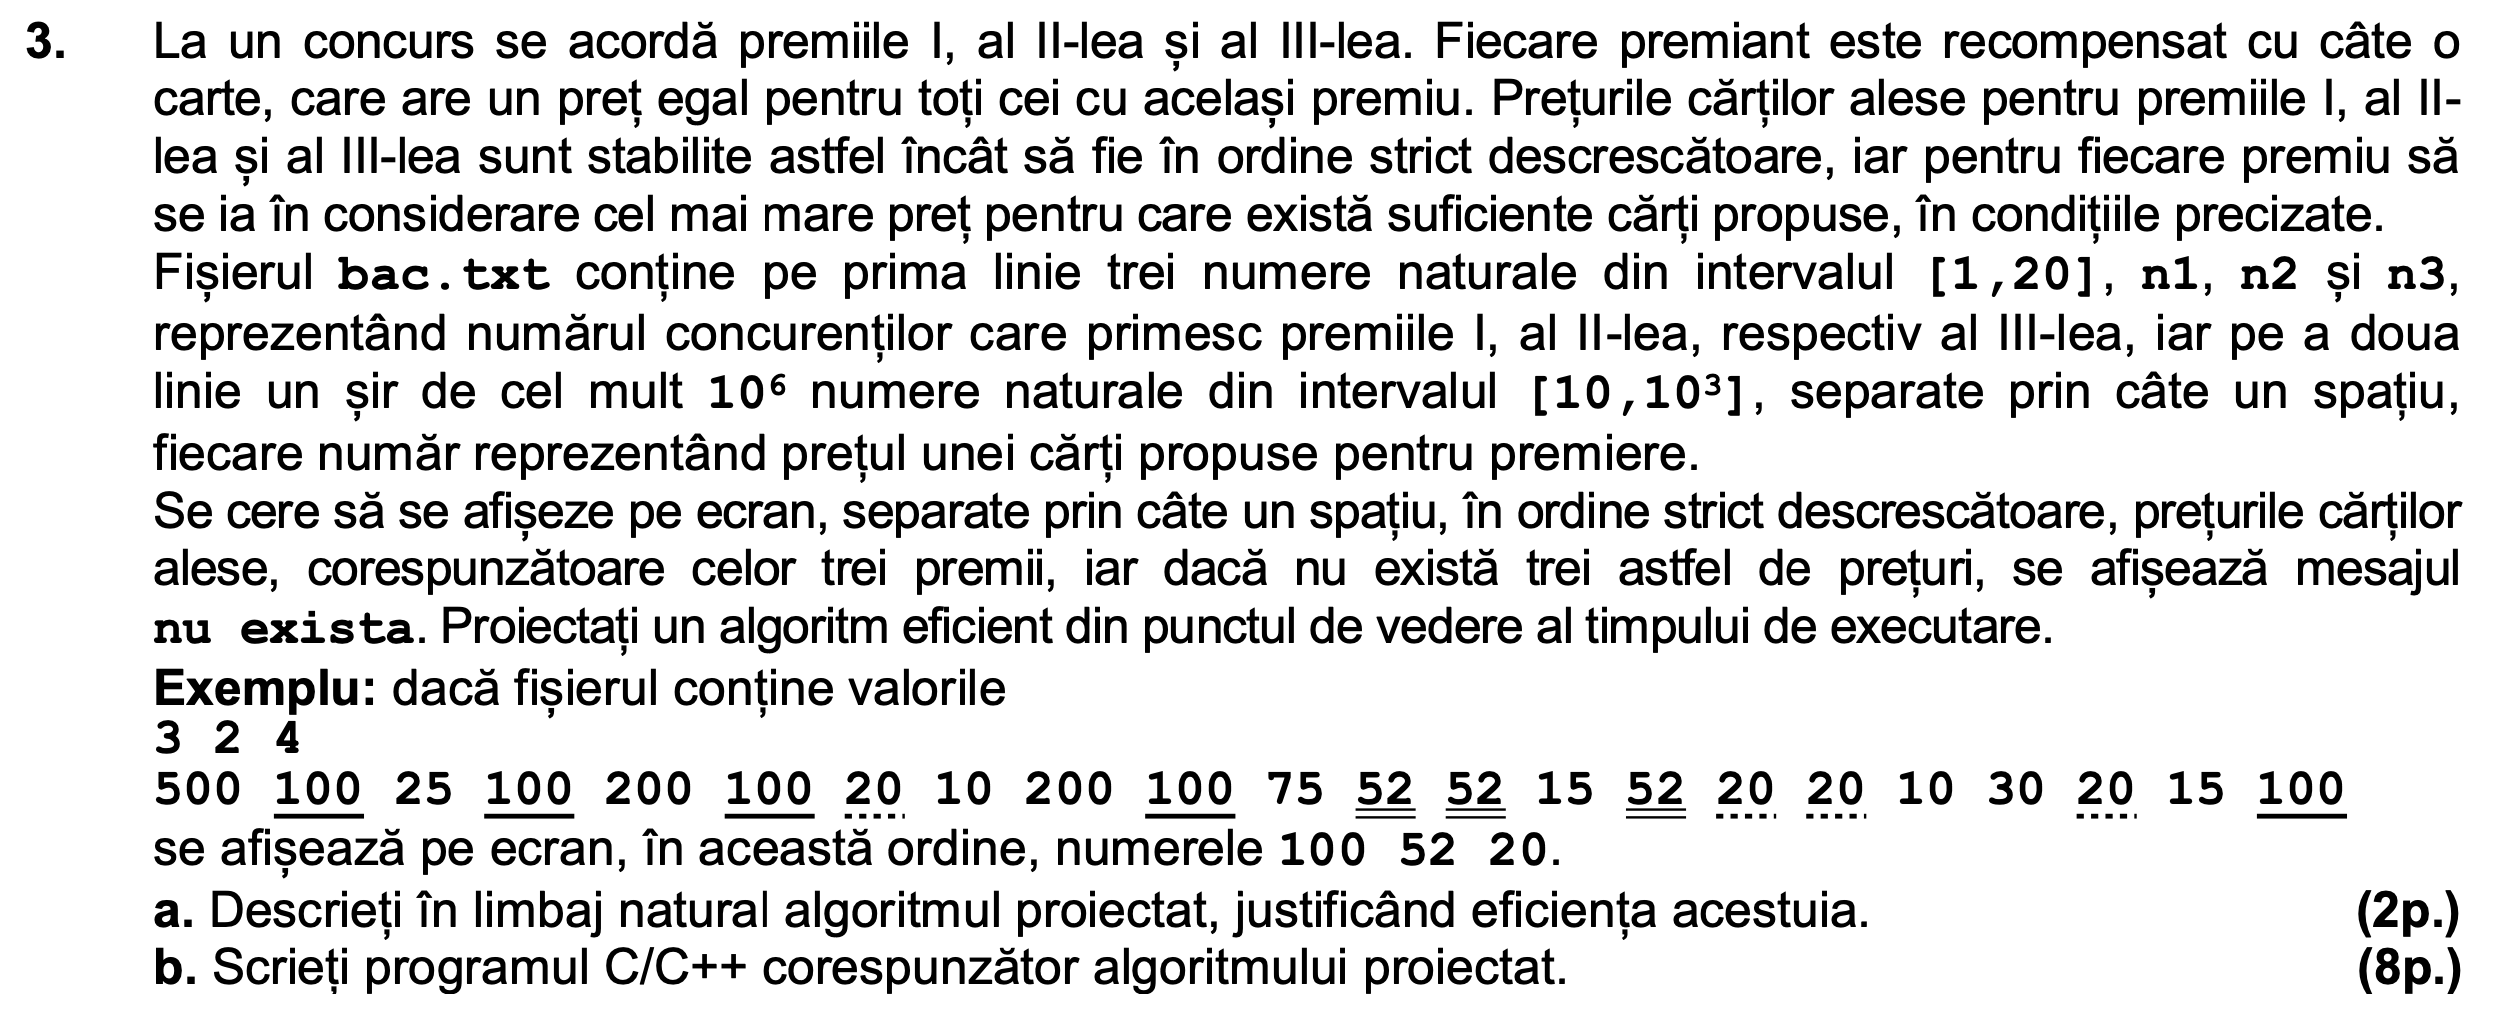 3. La un concurs se acordă premiile I, al II-lea și al III-lea. Fiecare premiant este recompensat cu câte o
carte, care are un preț egal pentru toți cei cu același premiu. Prețurile cărților alese pentru premiile I, al II-
lea și al III-lea sunt stabilite astfel încât să fie în ordine strict descrescătoare, iar pentru fiecare premiu să
se ia în considerare cel mai mare preț pentru care există suficiente cărți propuse, în condițiile precizate.
Fișierul bac.txt conține pe prima linie trei numere naturale din intervalul [1,20], n1, n2 și n3,
reprezentând numărul concurenților care primesc premiile I, al II-lea, respectiv al III-lea, iar pe a doua
linie un șir de cel mult 10⁶ numere naturale din intervalul [10,10³], separate prin câte un spațiu,
fiecare număr reprezentând prețul unei cărți propuse pentru premiere.
Se cere să se afișeze pe ecran, separate prin câte un spațiu, în ordine strict descrescătoare, prețurile cărților
alese, corespunzătoare celor trei premii, iar dacă nu există trei astfel de prețuri, se afișează mesajul
nu exista. Proiectați un algoritm eficient din punctul de vedere al timpului de executare.
Exemplu: dacă fișierul conține valorile
3 2 4
500 100 25 100 200 100 20 10 200 100 75 52 52 15 52 20 20 10 30 20 15 100
se afișează pe ecran, în această ordine, numerele 100 52 20.
a. Descrieți în limbaj natural algoritmul proiectat, justificând eficiența acestuia. (2p.)
b. Scrieți programul C/C++ corespunzător algoritmului proiectat. (8p.)